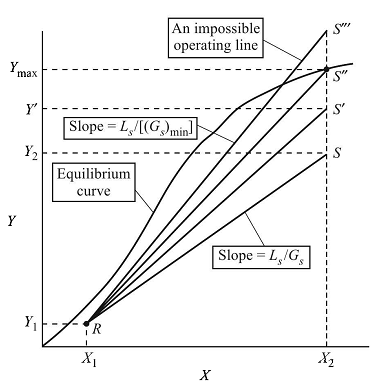 An impossible
operating line
S‴
Y_max
S″
Y′
S′
Slope = L_s/[(G_s)_min]
Y_2
S
Equilibrium
curve
Y
Slope = L_s/G_s
Y_1
R
X_1
X_2
X